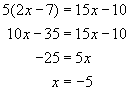 5(2x − 7) = 15x − 10
10x − 35 = 15x − 10
−25 = 5x
x = −5